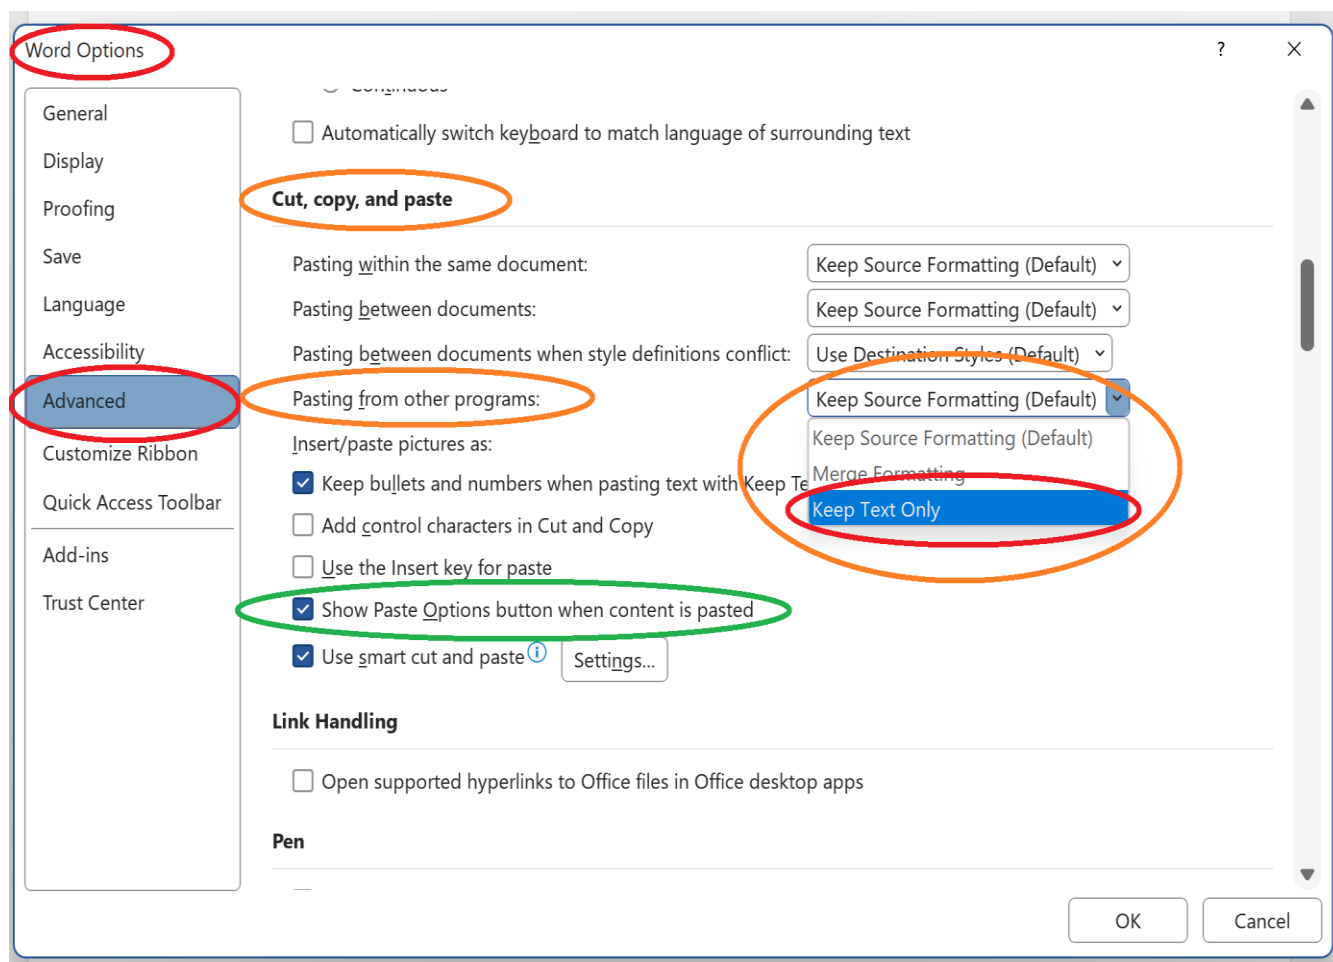 Word Options
?
General
Display
Proofing
Save
Language
Accessibility
Advanced
Customize Ribbon
Quick Access Toolbar
Add-ins
Trust Center
Continuous
Automatically switch keyboard to match language of surrounding text
Cut, copy, and paste
Pasting within the same document: Keep Source Formatting (Default)
Pasting between documents: Keep Source Formatting (Default)
Pasting between documents when style definitions conflict: Use Destination Styles (Default)
Pasting from other programs: Keep Source Formatting (Default)
Keep Source Formatting (Default)
Merge Formatting
Keep Text Only
Insert/paste pictures as:
Keep bullets and numbers when pasting text with Keep Te
Add control characters in Cut and Copy
Use the Insert key for paste
Show Paste Options button when content is pasted
Use smart cut and paste Settings...
Link Handling
Open supported hyperlinks to Office files in Office desktop apps
Pen
OK Cancel